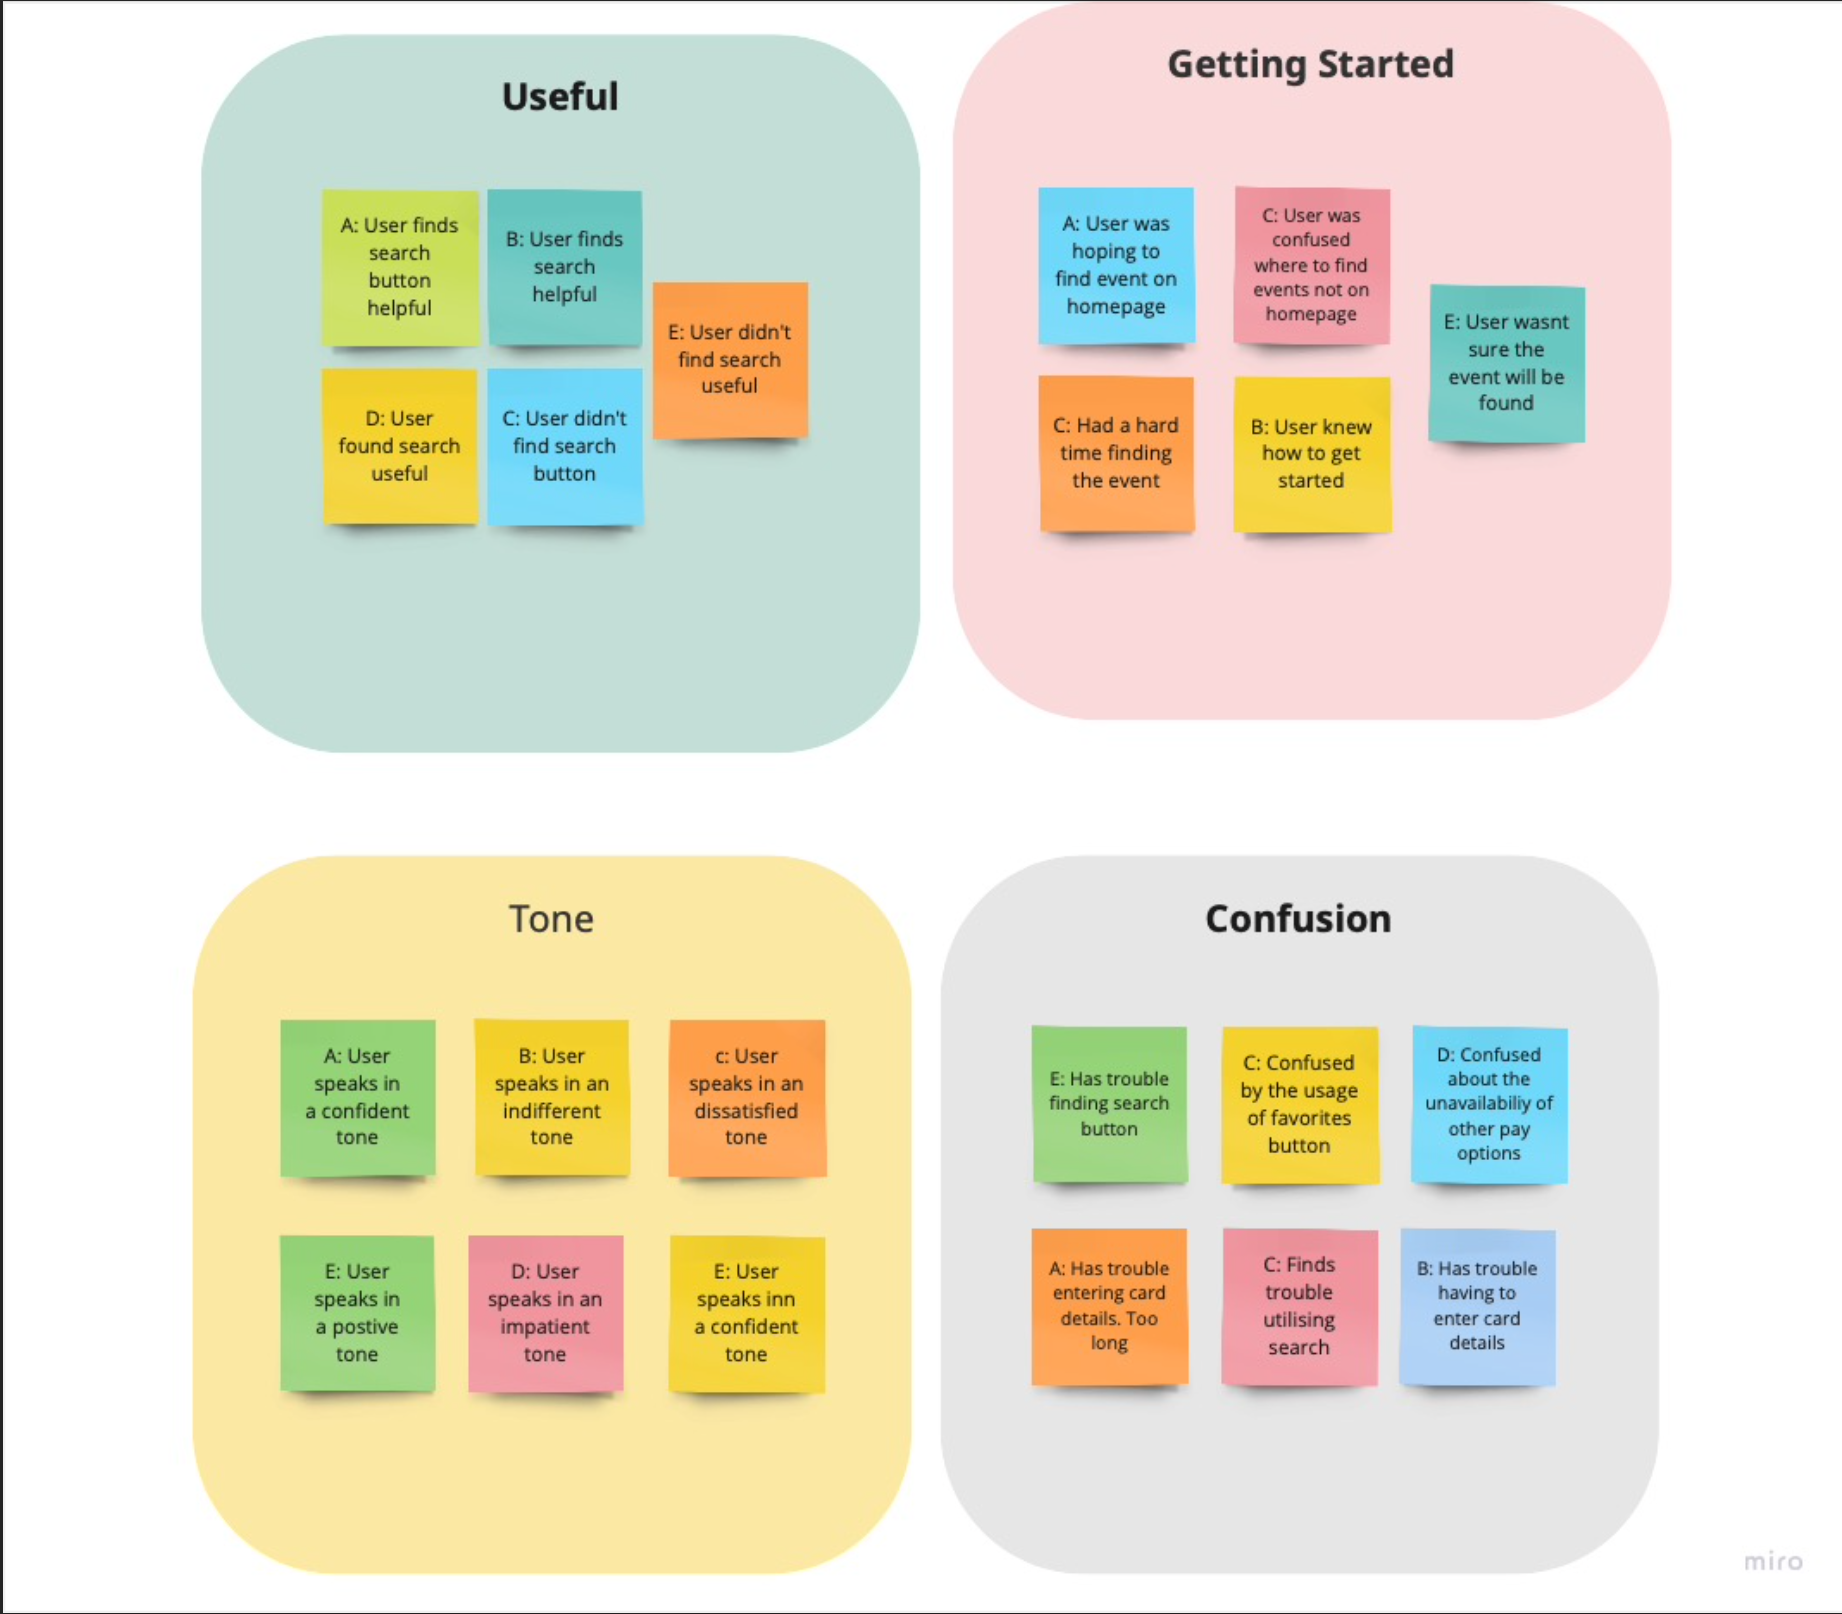 Useful
A: User finds
search
button
helpful
B: User finds
search
helpful
E: User didn't
find search
useful
D: User
found search
useful
C: User didn't
find search
button
Getting Started
A: User was
hoping to
find event on
homepage
C: User was
confused
where to find
events not on
homepage
E: User wasnt
sure the
event will be
found
C: Had a hard
time finding
the event
B: User knew
how to get
started
Tone
A: User
speaks in
a confident
tone
B: User
speaks in an
indifferent
tone
c: User
speaks in an
dissatisfied
tone
E: User
speaks in
a postive
tone
D: User
speaks in an
impatient
tone
E: User
speaks inn
a confident
tone
Confusion
E: Has trouble
finding search
button
C: Confused
by the usage
of favorites
button
D: Confused
about the
unavailabiliy of
other pay
options
A: Has trouble
entering card
details. Too
long
C: Finds
trouble
utilising
search
B: Has trouble
having to
enter card
details
miro